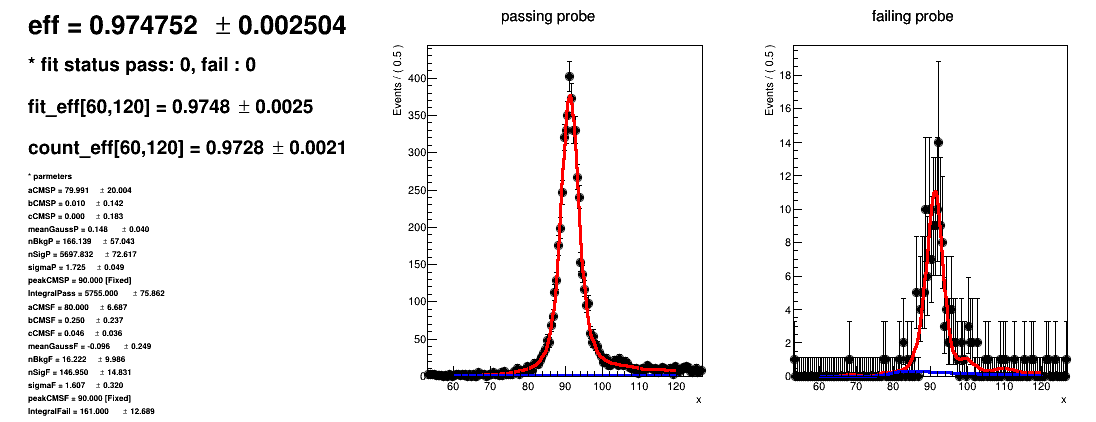 eff = 0.974752 ± 0.002504
* fit status pass: 0, fail : 0
fit_eff[60,120] = 0.9748 ± 0.0025
count_eff[60,120] = 0.9728 ± 0.0021
* parmeters
aCMSP = 79.991 ± 20.004
bCMSP = 0.010 ± 0.142
cCMSP = 0.000 ± 0.183
meanGaussP = 0.148 ± 0.040
nBkgP = 166.139 ± 57.043
nSigP = 5697.832 ± 72.617
sigmaP = 1.725 ± 0.049
peakCMSP = 90.000 [Fixed]
IntegralPass = 5755.000 ± 75.862
aCMSF = 80.000 ± 6.687
bCMSF = 0.250 ± 0.237
cCMSF = 0.046 ± 0.036
meanGaussF = -0.096 ± 0.249
nBkgF = 16.222 ± 9.986
nSigF = 146.950 ± 14.831
sigmaF = 1.607 ± 0.320
peakCMSF = 90.000 [Fixed]
IntegralFail = 161.000 ± 12.689
passing probe
Events / ( 0.5 )
400
350
300
250
200
150
100
50
0
60 70 80 90 100 110 120
x
failing probe
Events / ( 0.5 )
18
16
14
12
10
8
6
4
2
0
60 70 80 90 100 110 120
x